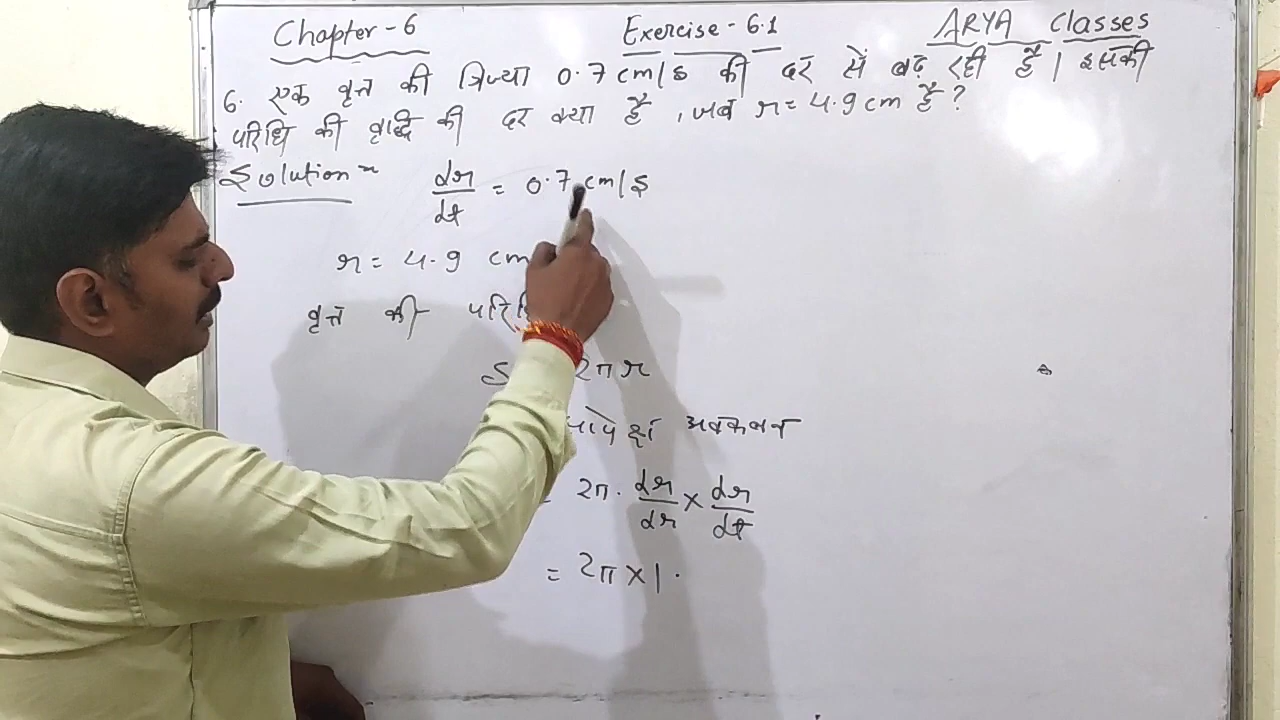 Chapter - 6 Exercise - 6.1 ARYA Classes
6. एक वृत्त की त्रिज्या 0.7 cm/s की दर से बढ़ रही है। इसकी
परिधि की वृद्धि की दर क्या है, जब r = 4.9 cm है ?
Solution
dr/dt = 0.7 cm/s
r = 4.9 cm
वृत्त की
S 2πr
अवकलन
2π. dr/dr × dr/dt
= 2π × 1 .